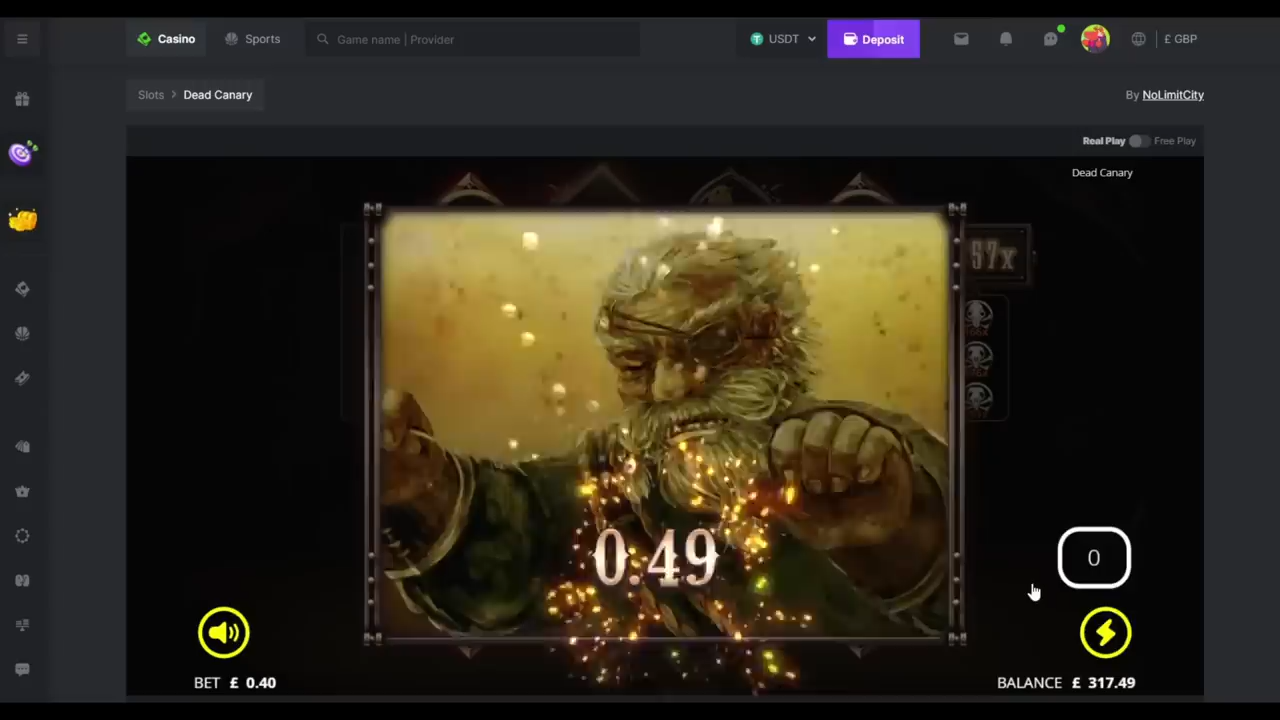 Casino
Sports
Game name | Provider
USDT
Deposit
£ GBP
Slots > Dead Canary
By NoLimitCity
Real Play
Free Play
Dead Canary
57x
0.49
0
BET £ 0.40
BALANCE £ 317.49